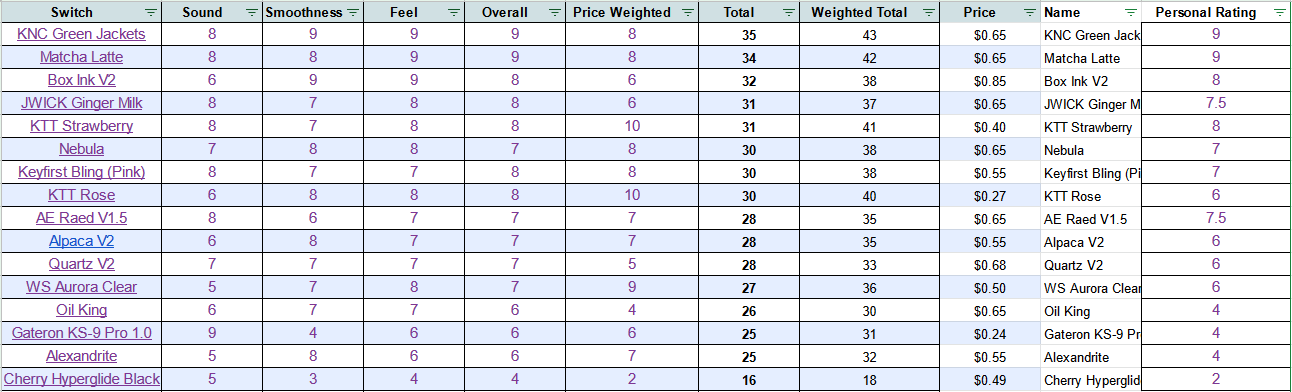 Switch Sound Smoothness Feel Overall Price Weighted Total Weighted Total Price Name Personal Rating
KNC Green Jackets 8 9 9 9 8 35 43 $0.65 KNC Green Jack 9
Matcha Latte 8 8 9 9 8 34 42 $0.65 Matcha Latte 9
Box Ink V2 6 9 9 8 6 32 38 $0.85 Box Ink V2 8
JWICK Ginger Milk 8 7 8 8 6 31 37 $0.65 JWICK Ginger M 7.5
KTT Strawberry 8 7 8 8 10 31 41 $0.40 KTT Strawberry 8
Nebula 7 8 8 7 8 30 38 $0.65 Nebula 7
Keyfirst Bling (Pink) 8 7 7 8 8 30 38 $0.55 Keyfirst Bling (Pi 7
KTT Rose 6 8 8 8 10 30 40 $0.27 KTT Rose 6
AE Raed V1.5 8 6 7 7 7 28 35 $0.65 AE Raed V1.5 7.5
Alpaca V2 6 8 7 7 7 28 35 $0.55 Alpaca V2 6
Quartz V2 7 7 7 7 5 28 33 $0.68 Quartz V2 6
WS Aurora Clear 5 7 8 7 9 27 36 $0.50 WS Aurora Clear 6
Oil King 6 7 7 6 4 26 30 $0.65 Oil King 4
Gateron KS-9 Pro 1.0 9 4 6 6 6 25 31 $0.24 Gateron KS-9 Pr 4
Alexandrite 5 8 6 6 7 25 32 $0.55 Alexandrite 4
Cherry Hyperglide Black 5 3 4 4 2 16 18 $0.49 Cherry Hyperglid 2